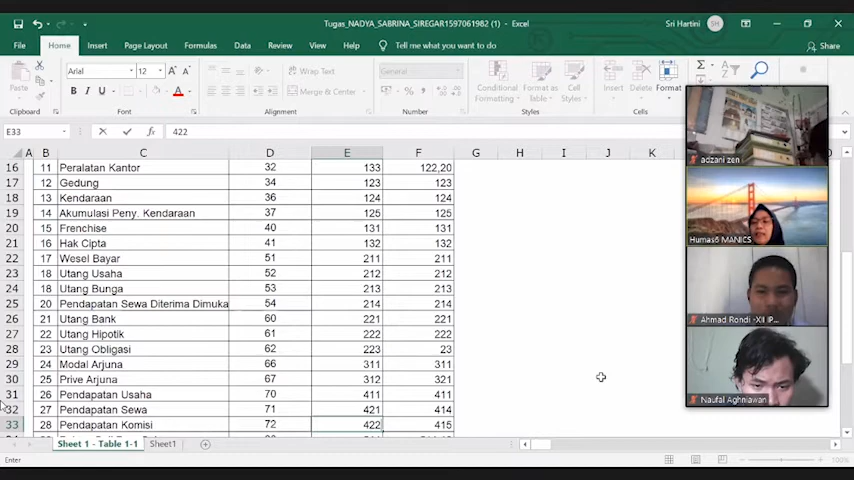 Tugas_NADYA_SABRINA_SIREGAR1597061982 (1) - Excel
Sri Hartini SH
File Home Insert Page Layout Formulas Data Review View Help Tell me what you want to do Share
Arial 12
Wrap Text
General
Paste
B I U
Merge & Center
Conditional Formatting
Format as Table
Cell Styles
Insert Delete Format
Clipboard Font Alignment Number Styles Cells
E33 422
A B C D E F G H I J K
16 11 Peralatan Kantor 32 133 122,20
17 12 Gedung 34 123 123
18 13 Kendaraan 36 124 124
19 14 Akumulasi Peny. Kendaraan 37 125 125
20 15 Frenchise 40 131 131
21 16 Hak Cipta 41 132 132
22 17 Wesel Bayar 51 211 211
23 18 Utang Usaha 52 212 212
24 18 Utang Bunga 53 213 213
25 20 Pendapatan Sewa Diterima Dimuka 54 214 214
26 21 Utang Bank 60 221 221
27 22 Utang Hipotik 61 222 222
28 23 Utang Obligasi 62 223 23
29 24 Modal Arjuna 66 311 311
30 25 Prive Arjuna 67 312 321
31 26 Pendapatan Usaha 70 411 411
32 27 Pendapatan Sewa 71 421 414
33 28 Pendapatan Komisi 72 422 415
Sheet 1 - Table 1-1 Sheet1
Enter
100%
adzani zen
Humas6 MANICS
Ahmad Rondi -XII IP...
Naufal Aghniawan